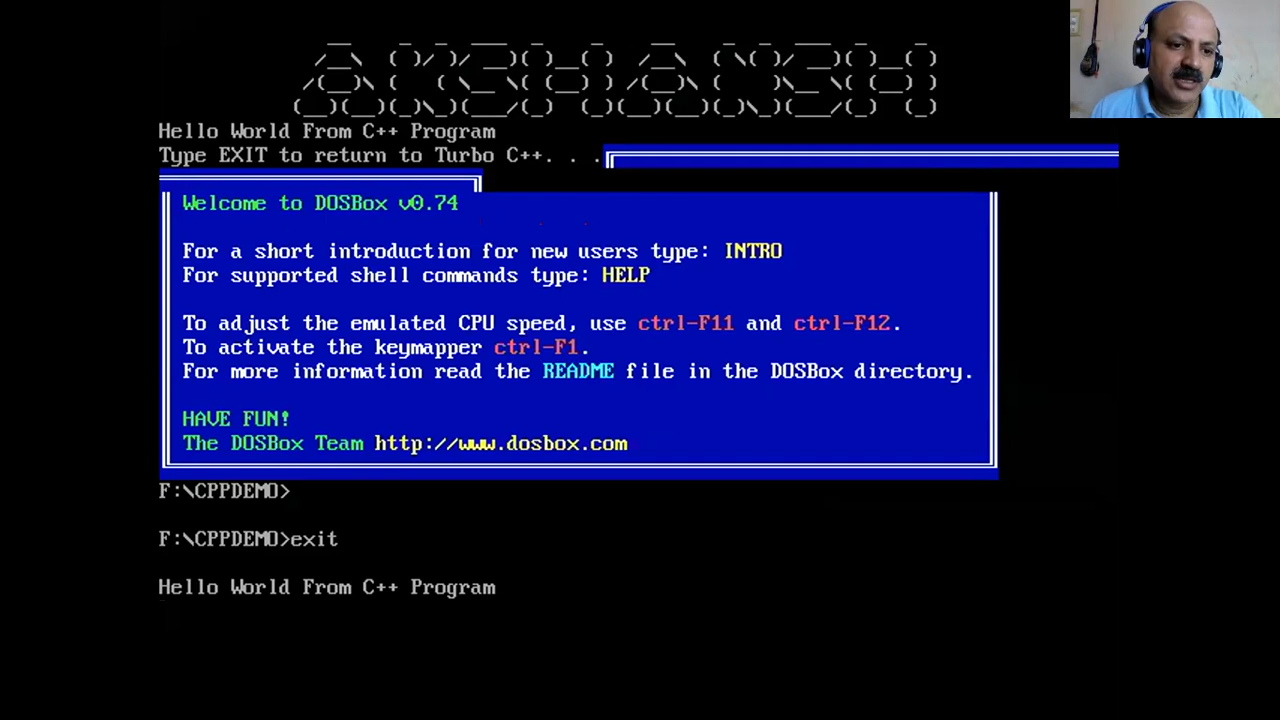 AKSHANSH
Hello World From C++ Program
Type EXIT to return to Turbo C++. . .
Welcome to DOSBox v0.74
For a short introduction for new users type: INTRO
For supported shell commands type: HELP
To adjust the emulated CPU speed, use ctrl-F11 and ctrl-F12.
To activate the keymapper ctrl-F1.
For more information read the README file in the DOSBox directory.
HAVE FUN!
The DOSBox Team http://www.dosbox.com
F:\CPPDEMO>
F:\CPPDEMO>exit
Hello World From C++ Program